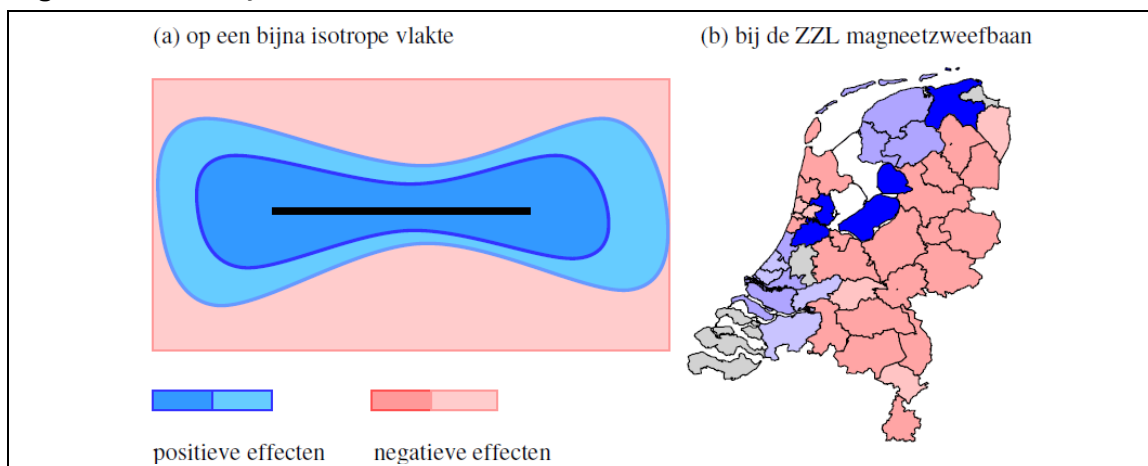 (a) op een bijna isotrope vlakte
(b) bij de ZZL magneetzweefbaan
positieve effecten
negatieve effecten